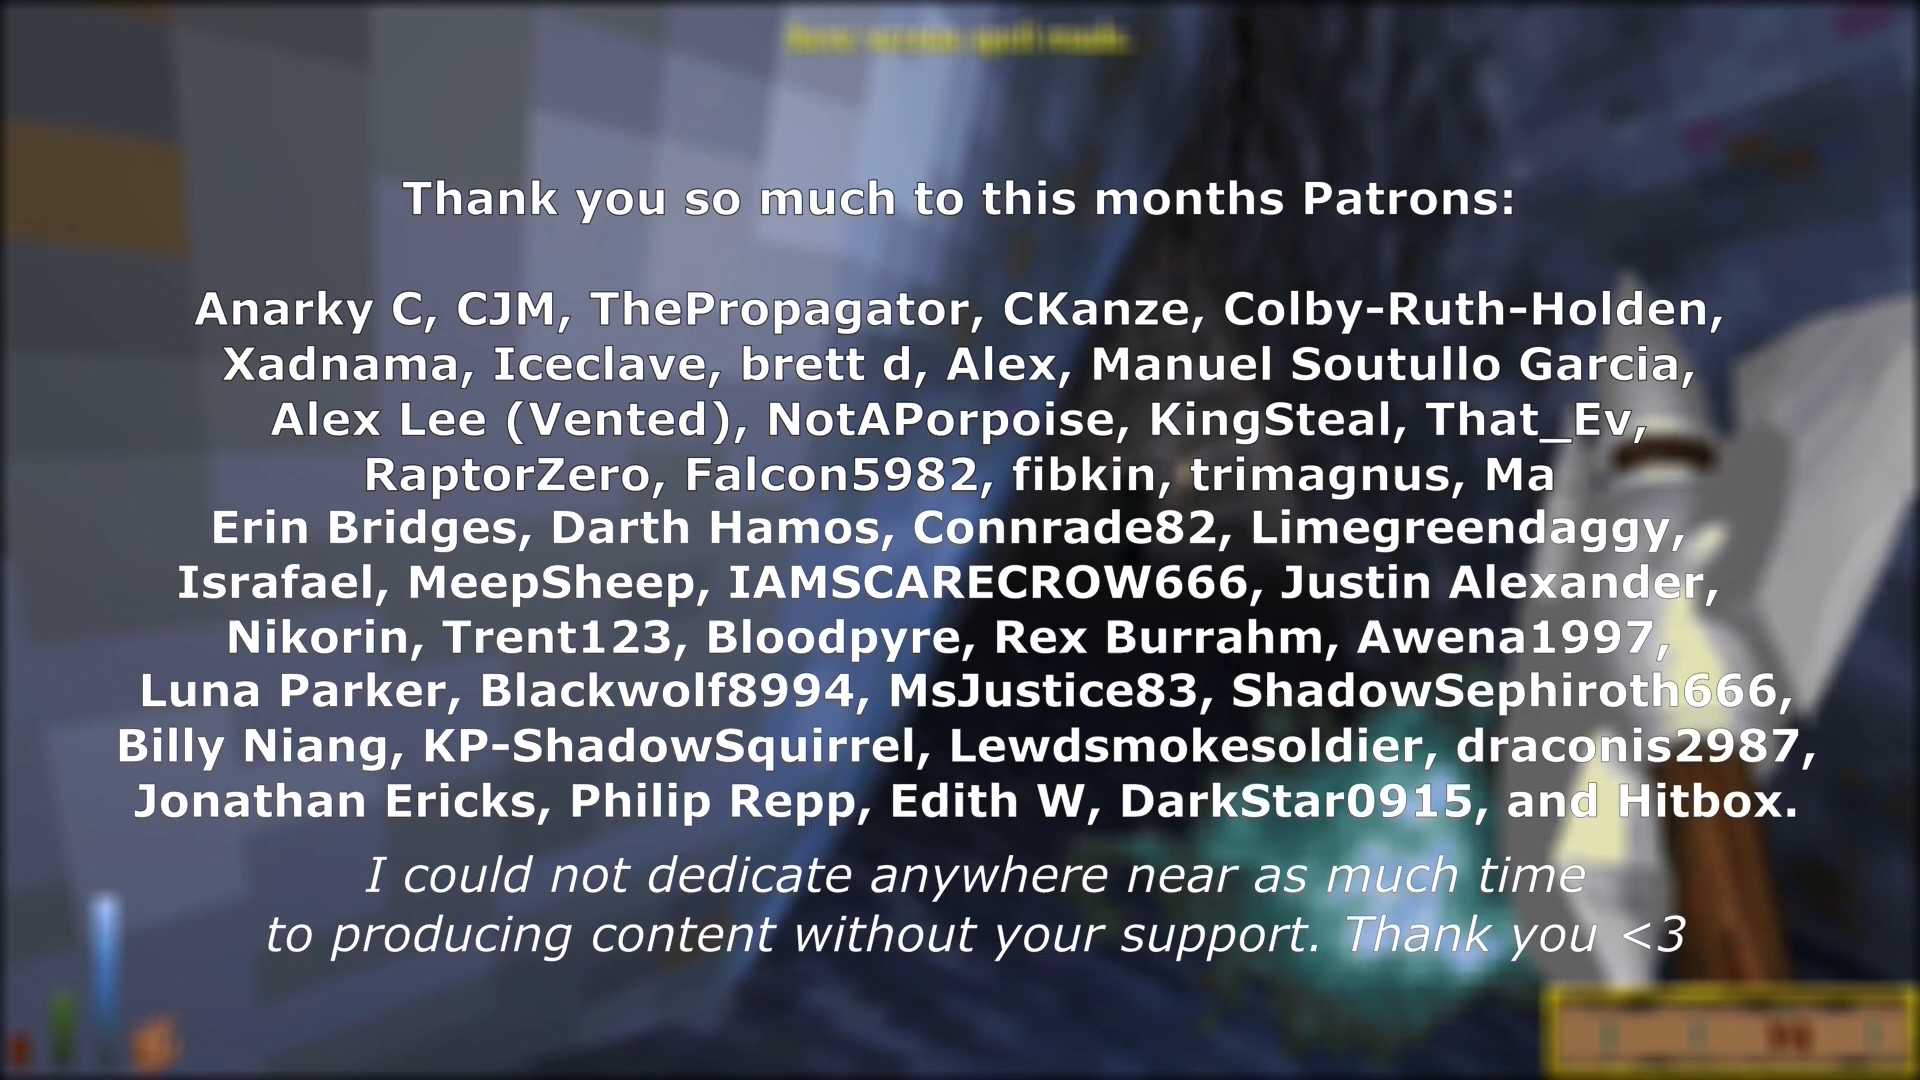 Thank you so much to this months Patrons:
Anarky C, CJM, ThePropagator, CKanze, Colby-Ruth-Holden,
Xadnama, Iceclave, brett d, Alex, Manuel Soutullo Garcia,
Alex Lee (Vented), NotAPorpoise, KingSteal, That_Ev,
RaptorZero, Falcon5982, fibkin, trimagnus, Ma
Erin Bridges, Darth Hamos, Connrade82, Limegreendaggy,
Israfael, MeepSheep, IAMSCARECROW666, Justin Alexander,
Nikorin, Trent123, Bloodpyre, Rex Burrahm, Awena1997,
Luna Parker, Blackwolf8994, MsJustice83, ShadowSephiroth666,
Billy Niang, KP-ShadowSquirrel, Lewdsmokesoldier, draconis2987,
Jonathan Ericks, Philip Repp, Edith W, DarkStar0915, and Hitbox.
I could not dedicate anywhere near as much time
to producing content without your support. Thank you <3